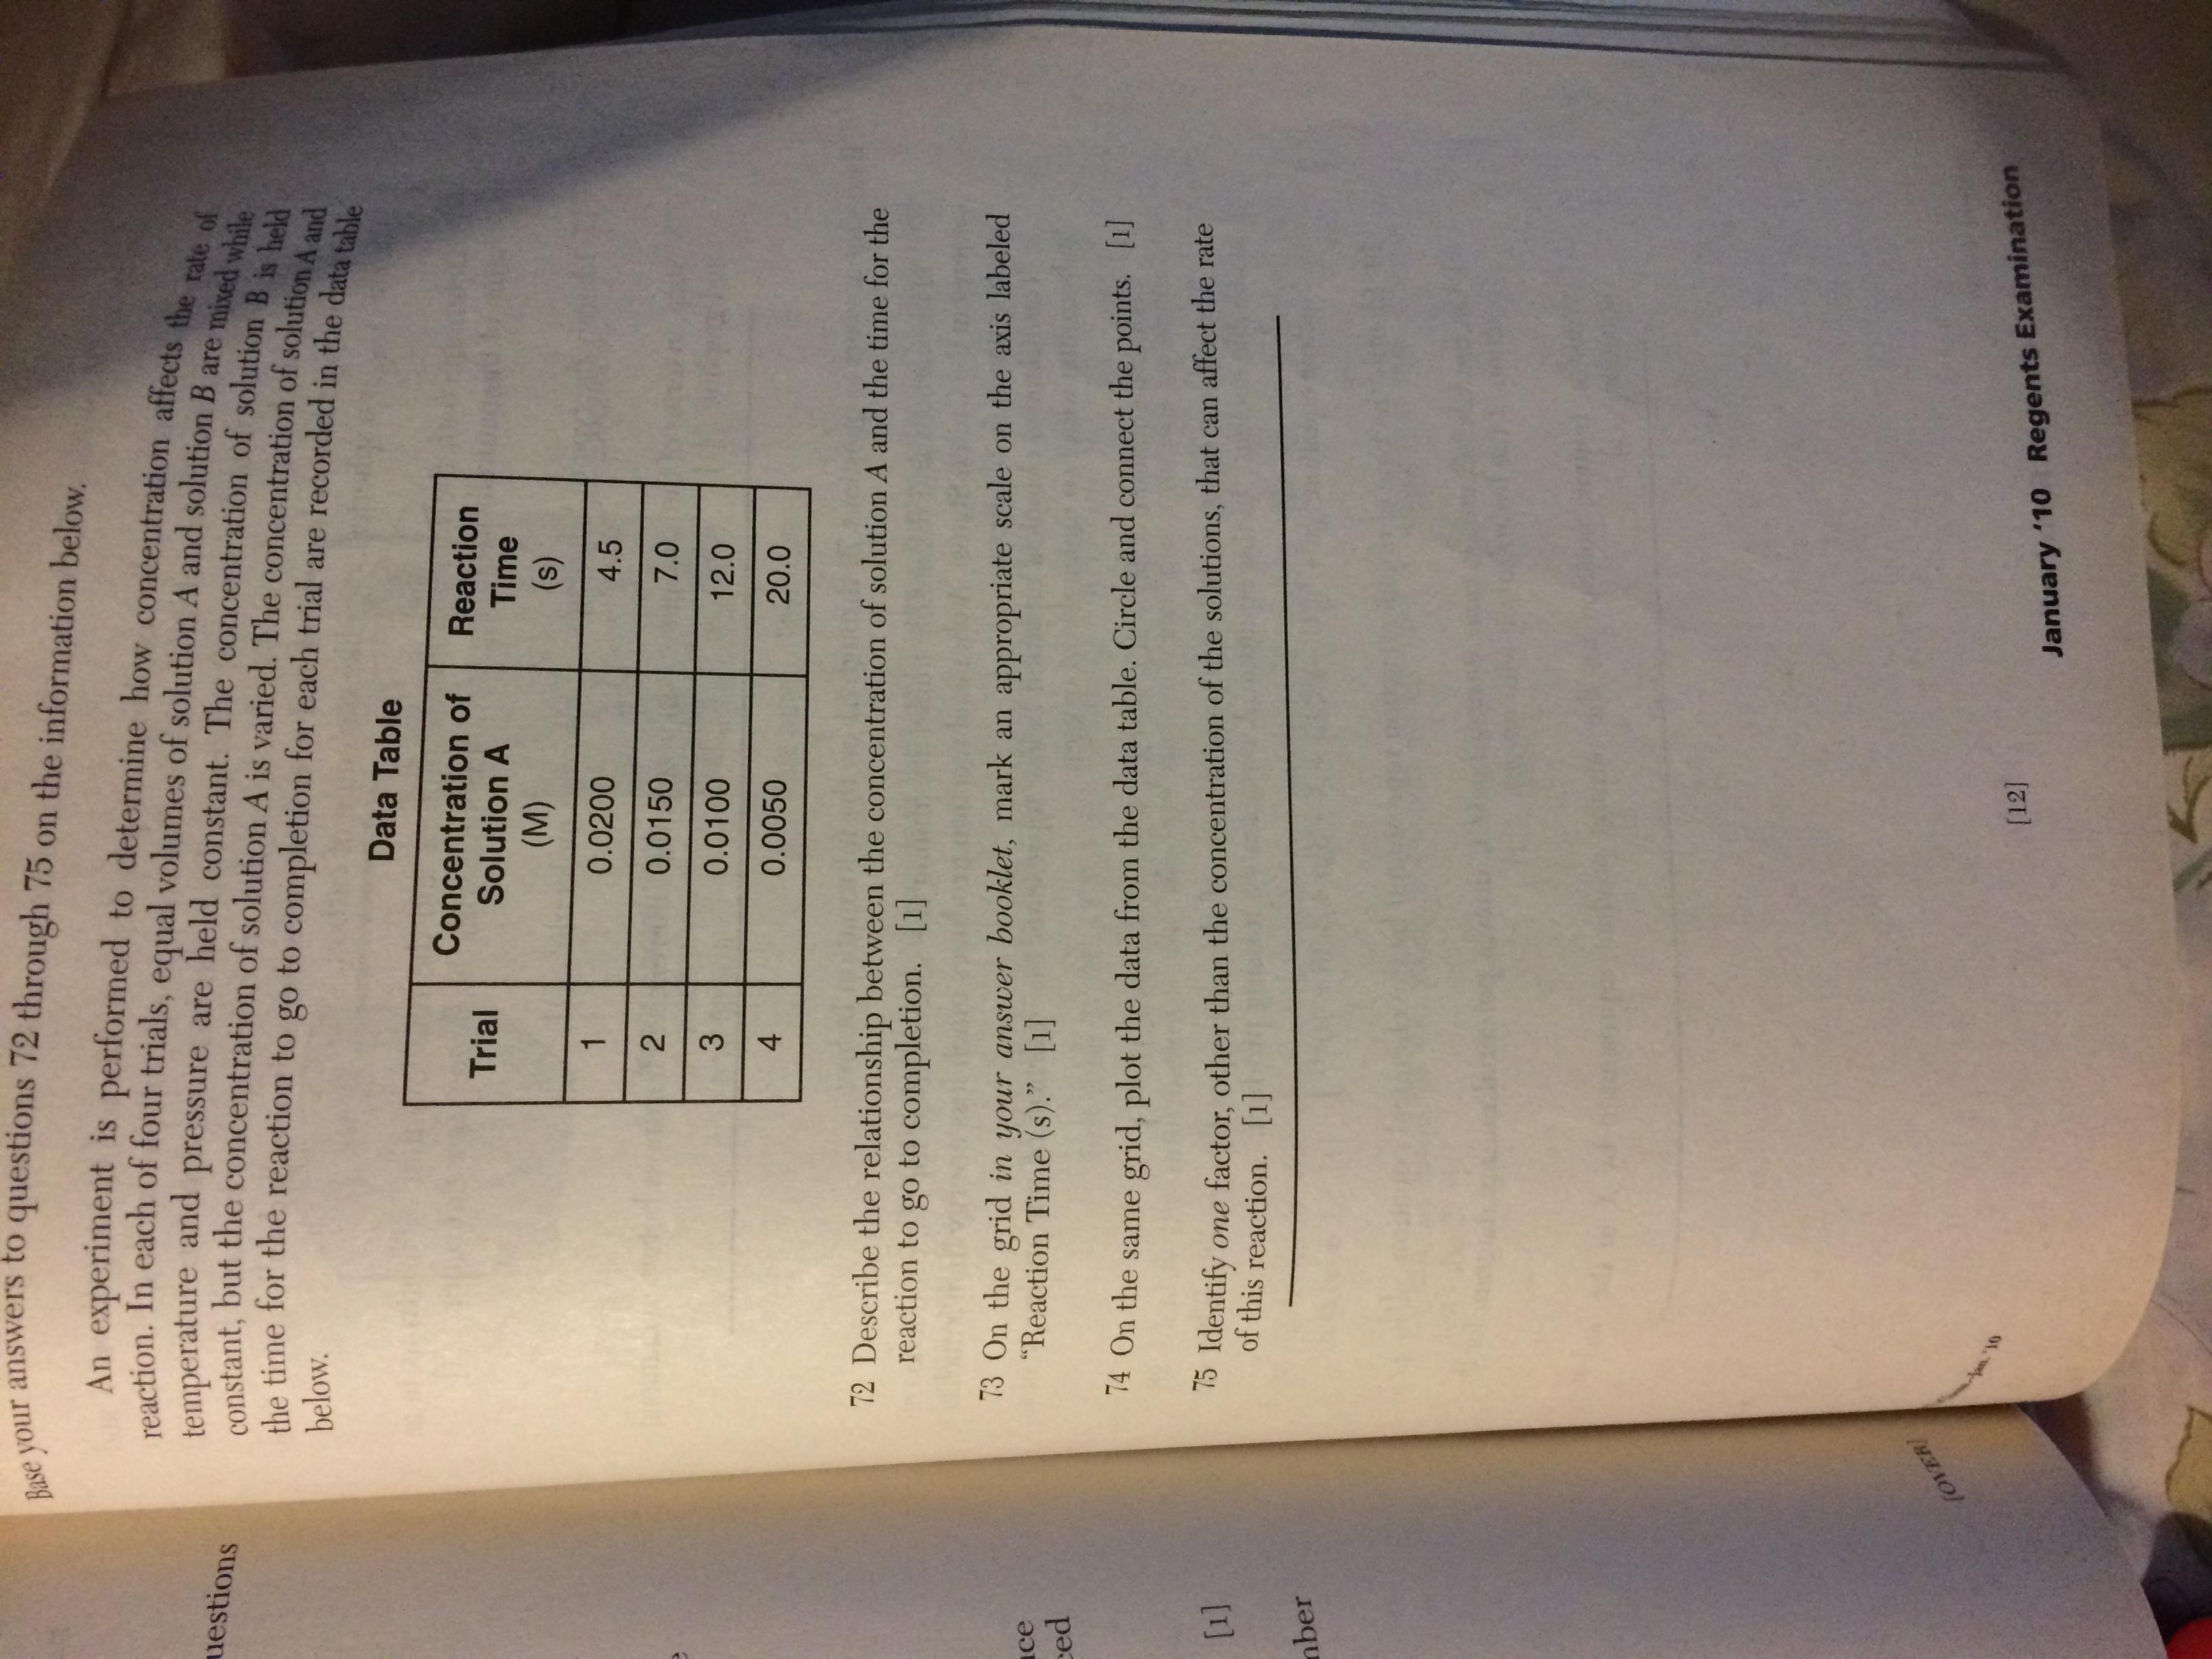 uestions
ace
ced
[1]
nber
[OVER]
Base your answers to questions 72 through 75 on the information below.
An experiment is performed to determine how concentration affects the rate of
reaction. In each of four trials, equal volumes of solution A and solution B are mixed while
temperature and pressure are held constant. The concentration of solution B is held
constant, but the concentration of solution A is varied. The concentration of solution A and
the time for the reaction to go to completion for each trial are recorded in the data table
below.
Data Table
Trial
Concentration of
Solution A
(M)
Reaction
Time
(s)
1 0.0200 4.5
2 0.0150 7.0
3 0.0100 12.0
4 0.0050 20.0
72 Describe the relationship between the concentration of solution A and the time for the
reaction to go to completion. [1]
73 On the grid in your answer booklet, mark an appropriate scale on the axis labeled
“Reaction Time (s).” [1]
74 On the same grid, plot the data from the data table. Circle and connect the points. [1]
75 Identify one factor, other than the concentration of the solutions, that can affect the rate
of this reaction. [1]
[12]
January ‘10 Regents Examination